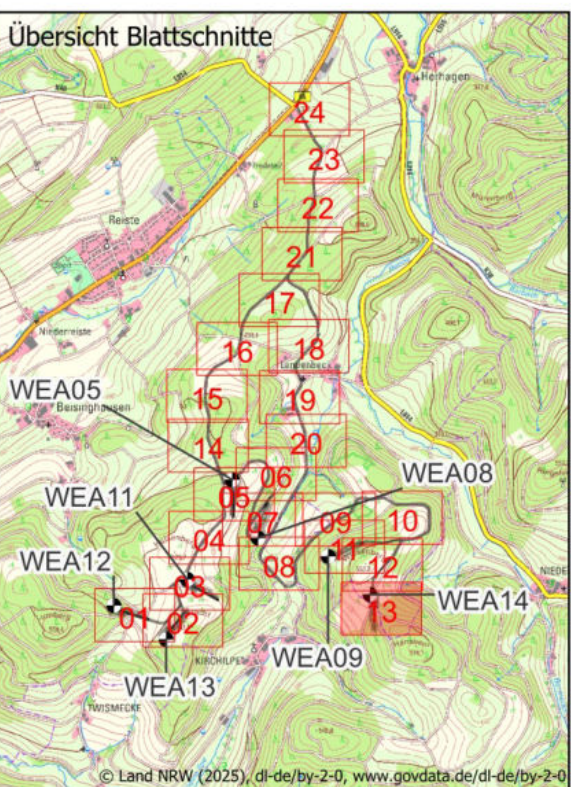 Übersicht Blattschnitte
Herhagen
24
23
22
Reiste
21
17
Niederreiste
16
18
Landenbeck
WEA05
15
19
Beisinghausen
14
20
WEA08
06
WEA11
05
07
09
10
04
11
WEA12
08
03
12
01
02
13
WEA14
KIRCHILPE
WEA09
WEA13
TWISMECKE
NIEDE
© Land NRW (2025), dl-de/by-2-0, www.govdata.de/dl-de/by-2-0